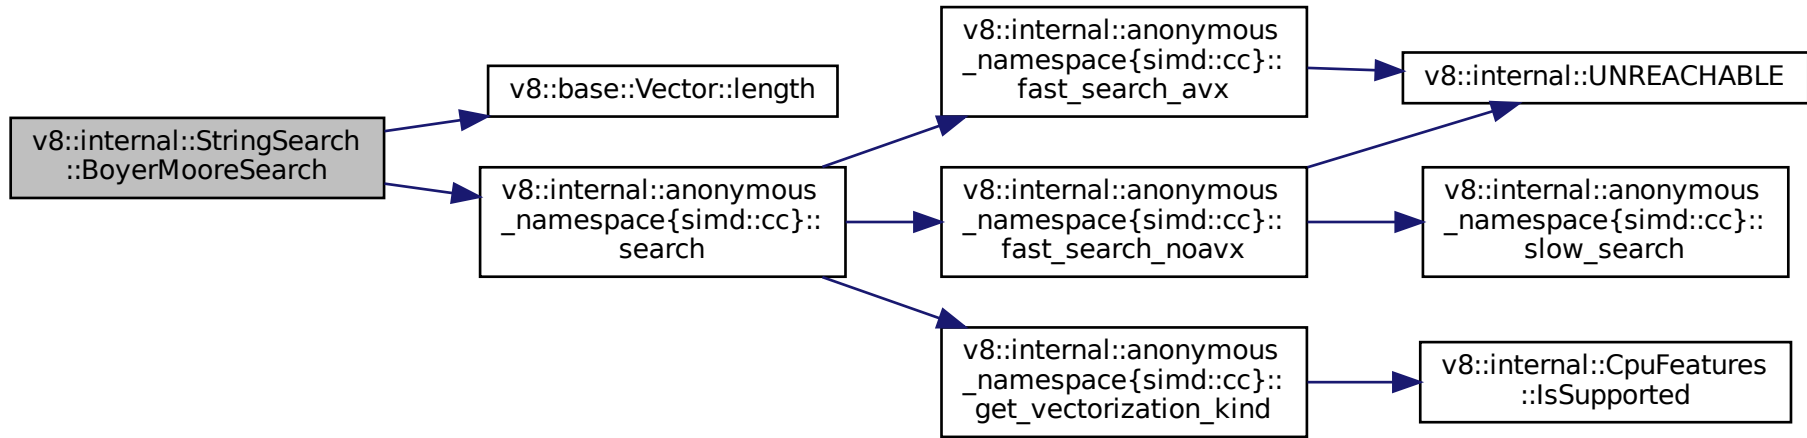 v8::internal::StringSearch
::BoyerMooreSearch
v8::base::Vector::length
v8::internal::anonymous
_namespace{simd::cc}::
search
v8::internal::anonymous
_namespace{simd::cc}::
fast_search_avx
v8::internal::anonymous
_namespace{simd::cc}::
fast_search_noavx
v8::internal::anonymous
_namespace{simd::cc}::
get_vectorization_kind
v8::internal::UNREACHABLE
v8::internal::anonymous
_namespace{simd::cc}::
slow_search
v8::internal::CpuFeatures
::IsSupported